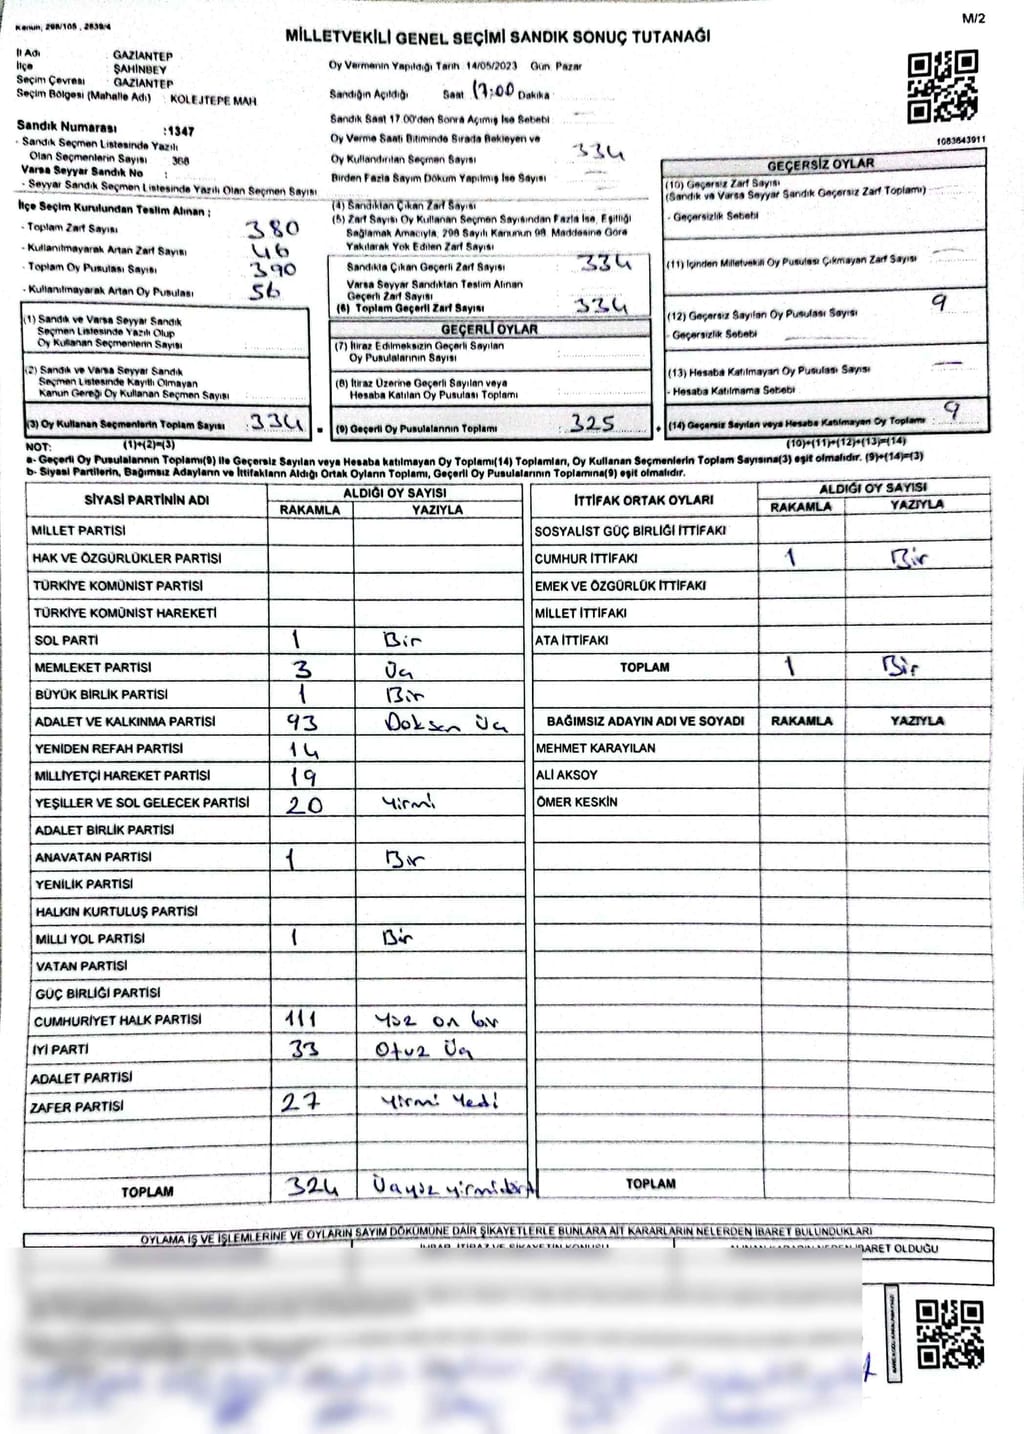 Kanun, 298/105 , 2839/4
M/2
MİLLETVEKİLİ GENEL SEÇİMİ SANDIK SONUÇ TUTANAĞI
İl Adı : GAZİANTEP
İlçe : ŞAHİNBEY
Seçim Çevresi : GAZİANTEP
Seçim Bölgesi (Mahalle Adı) : KOLEJTEPE MAH
Sandık Numarası :1347
- Sandık Seçmen Listesinde Yazılı
Olan Seçmenlerin Sayısı : 368
Varsa Seyyar Sandık No :
- Seyyar Sandık Seçmen Listesinde Yazılı Olan Seçmen Sayısı
Oy Vermenin Yapıldığı Tarih 14/05/2023 Gün Pazar
Sandığın Açıldığı Saat 17:00 Dakika
Sandık Saat 17.00'den Sonra Açımış İse Sebebi
Oy Verme Saati Bitiminde Sırada Bekleyen ve
Oy Kullandırılan Seçmen Sayısı 334
Birden Fazla Sayım Döküm Yapılmış İse Sayısı
1083643911
İlçe Seçim Kurulundan Teslim Alınan ;
- Toplam Zarf Sayısı 380
- Kullanılmayarak Artan Zarf Sayısı 46
- Toplam Oy Pusulası Sayısı 390
- Kullanılmayarak Artan Oy Pusulası 56
(1) Sandık ve Varsa Seyyar Sandık
Seçmen Listesinde Yazılı Olup
Oy Kullanan Seçmenlerin Sayısı
(2) Sandık ve Varsa Seyyar Sandık
Seçmen Listesinde Kayıtlı Olmayan
Kanun Gereği Oy Kullanan Seçmen Sayısı
(3) Oy Kullanan Seçmenlerin Toplam Sayısı 334
(1)+(2)=(3)
(4) Sandıktan Çıkan Zarf Sayısı
(5) Zarf Sayısı Oy Kullanan Seçmen Sayısından Fazla İse, Eşitliği
Sağlamak Amacıyla, 298 Sayılı Kanunun 98. Maddesine Göre
Yakılarak Yok Edilen Zarf Sayısı
Sandıkta Çıkan Geçerli Zarf Sayısı 334
Varsa Seyyar Sandıktan Teslim Alınan
Geçerli Zarf Sayısı
(6) Toplam Geçerli Zarf Sayısı 334
GEÇERLİ OYLAR
(7) İtiraz Edilmeksizin Geçerli Sayılan
Oy Pusulalarının Sayısı
(8) İtiraz Üzerine Geçerli Sayılan veya
Hesaba Katılan Oy Pusulası Toplamı
(9) Geçerli Oy Pusulalarının Toplamı 325
GEÇERSİZ OYLAR
(10) Geçersiz Zarf Sayısı
(Sandık ve Varsa Seyyar Sandık Geçersiz Zarf Toplamı)
- Geçersizlik Sebebi
(11) İçinden Milletvekili Oy Pusulası Çıkmayan Zarf Sayısı
(12) Geçersiz Sayılan Oy Pusulası Sayısı 9
- Geçersizlik Sebebi
(13) Hesaba Katılmayan Oy Pusulası Sayısı
- Hesaba Katılmama Sebebi
(14) Geçersiz Sayılan veya Hesaba Katılmayan Oy Toplamı 9
(10)+(11)+(12)+(13)=(14)
NOT:
a- Geçerli Oy Pusulalarının Toplamı(9) ile Geçersiz Sayılan veya Hesaba katılmayan Oy Toplamı(14) Toplamları, Oy Kullanan Seçmenlerin Toplam Sayısına(3) eşit olmalıdır. (9)+(14)=(3)
b- Siyasi Partilerin, Bağımsız Adayların ve İttifakların Aldığı Ortak Oyların Toplamı, Geçerli Oy Pusulalarının Toplamına(9) eşit olmalıdır.
SİYASİ PARTİNİN ADI ALDIĞI OY SAYISI
RAKAMLA YAZIYLA
MİLLET PARTİSİ
HAK VE ÖZGÜRLÜKLER PARTİSİ
TÜRKİYE KOMÜNİST PARTİSİ
TÜRKİYE KOMÜNİST HAREKETİ
SOL PARTİ 1 Bir
MEMLEKET PARTİSİ 3 Üç
BÜYÜK BİRLİK PARTİSİ 1 Bir
ADALET VE KALKINMA PARTİSİ 93 Doksan Üç
YENİDEN REFAH PARTİSİ 14
MİLLİYETÇİ HAREKET PARTİSİ 19
YEŞİLLER VE SOL GELECEK PARTİSİ 20 Yirmi
ADALET BİRLİK PARTİSİ
ANAVATAN PARTİSİ 1 Bir
YENİLİK PARTİSİ
HALKIN KURTULUŞ PARTİSİ
MİLLİ YOL PARTİSİ 1 Bir
VATAN PARTİSİ
GÜÇ BİRLİĞİ PARTİSİ
CUMHURİYET HALK PARTİSİ 111 Yüz on bir
İYİ PARTİ 33 Otuz Üç
ADALET PARTİSİ
ZAFER PARTİSİ 27 Yirmi Yedi
TOPLAM 324 Üçyüz yirmidört
İTTİFAK ORTAK OYLARI ALDIĞI OY SAYISI
RAKAMLA YAZIYLA
SOSYALİST GÜÇ BİRLİĞİ İTTİFAKI
CUMHUR İTTİFAKI 1 Bir
EMEK VE ÖZGÜRLÜK İTTİFAKI
MİLLET İTTİFAKI
ATA İTTİFAKI
TOPLAM 1 Bir
BAĞIMSIZ ADAYIN ADI VE SOYADI RAKAMLA YAZIYLA
MEHMET KARAYILAN
ALİ AKSOY
ÖMER KESKİN
TOPLAM
OYLAMA İŞ VE İŞLEMLERİNE VE OYLARIN SAYIM DÖKÜMÜNE DAİR ŞİKAYETLERLE BUNLARA AİT KARARLARIN NELERDEN İBARET BULUNDUKLARI
İBARET OLDUĞU